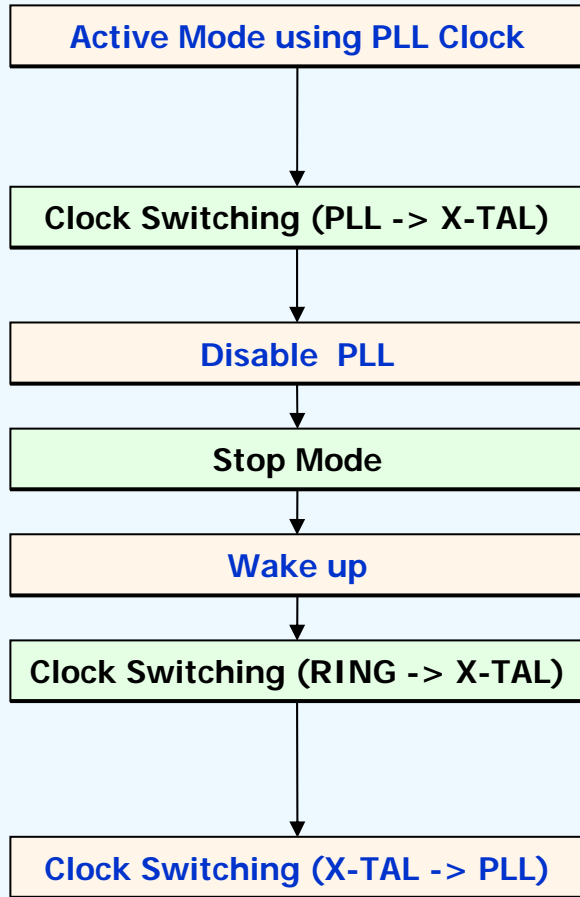 Active Mode using PLL Clock
Clock Switching (PLL -> X-TAL)
Disable PLL
Stop Mode
Wake up
Clock Switching (RING -> X-TAL)
Clock Switching (X-TAL -> PLL)